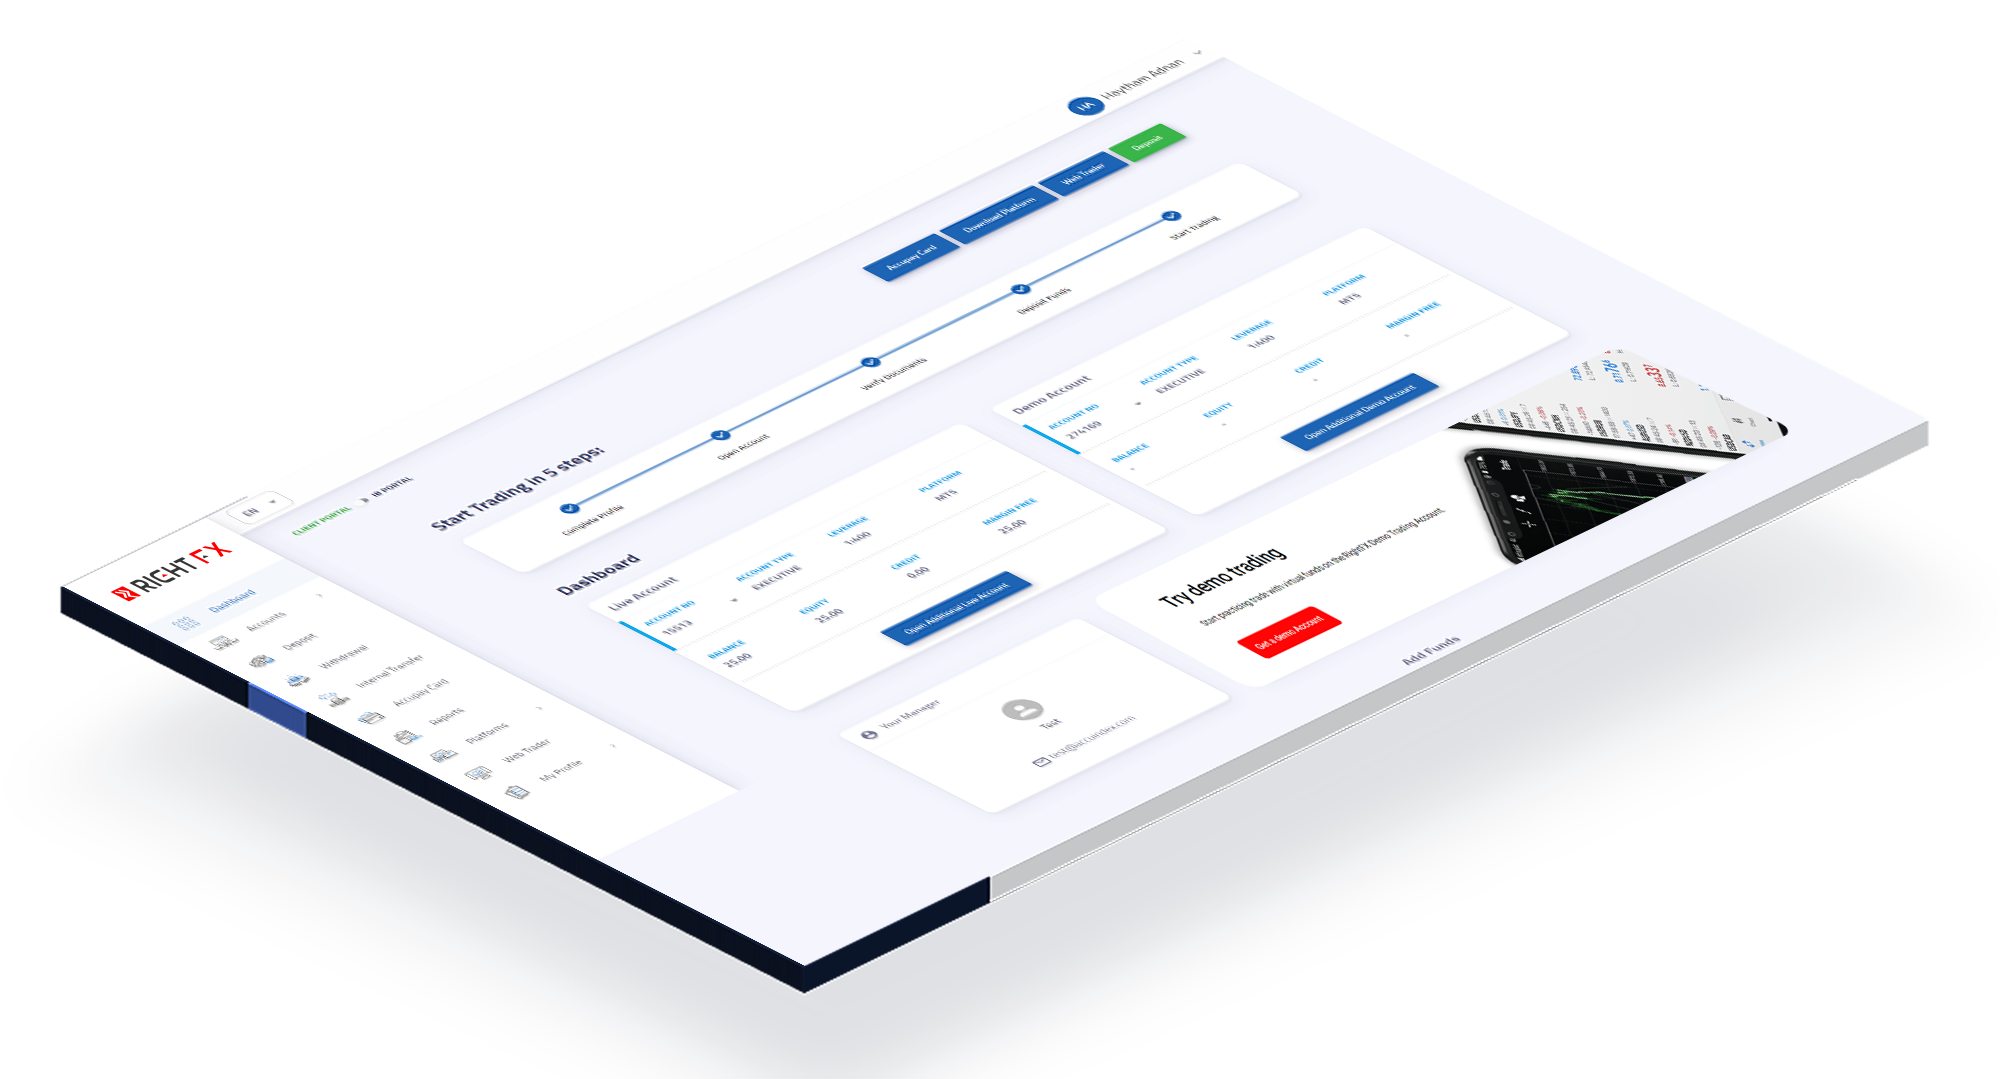 Haytham Adnan
HA
Accupay Card
Download Platform
Web Trader
Deposit
EN
CLIENT PORTAL
IB PORTAL
RIGHT FX
Dashboard
Accounts
Deposit
Withdrawal
Internal Transfer
Accupay Card
Reports
Platforms
Web Trader
My Profile
Start Trading in 5 steps:
Complete Profile
Open Account
Verify Documents
Deposit Funds
Start Trading
Dashboard
Live Account
ACCOUNT NO
15513
ACCOUNT TYPE
EXECUTIVE
LEVERAGE
1:400
PLATFORM
MT5
BALANCE
25.00
EQUITY
25.00
CREDIT
0.00
MARGIN FREE
25.00
Open Additional Live Account
Demo Account
ACCOUNT NO
274169
ACCOUNT TYPE
EXECUTIVE
LEVERAGE
1:400
PLATFORM
MT5
BALANCE
EQUITY
CREDIT
MARGIN FREE
Open Additional Demo Account
Your Manager
Test
test@accuindex.com
Try demo trading
Start practicing trade with virtual funds on the RightFX Demo Trading Account.
Get a demo Account
Add Funds